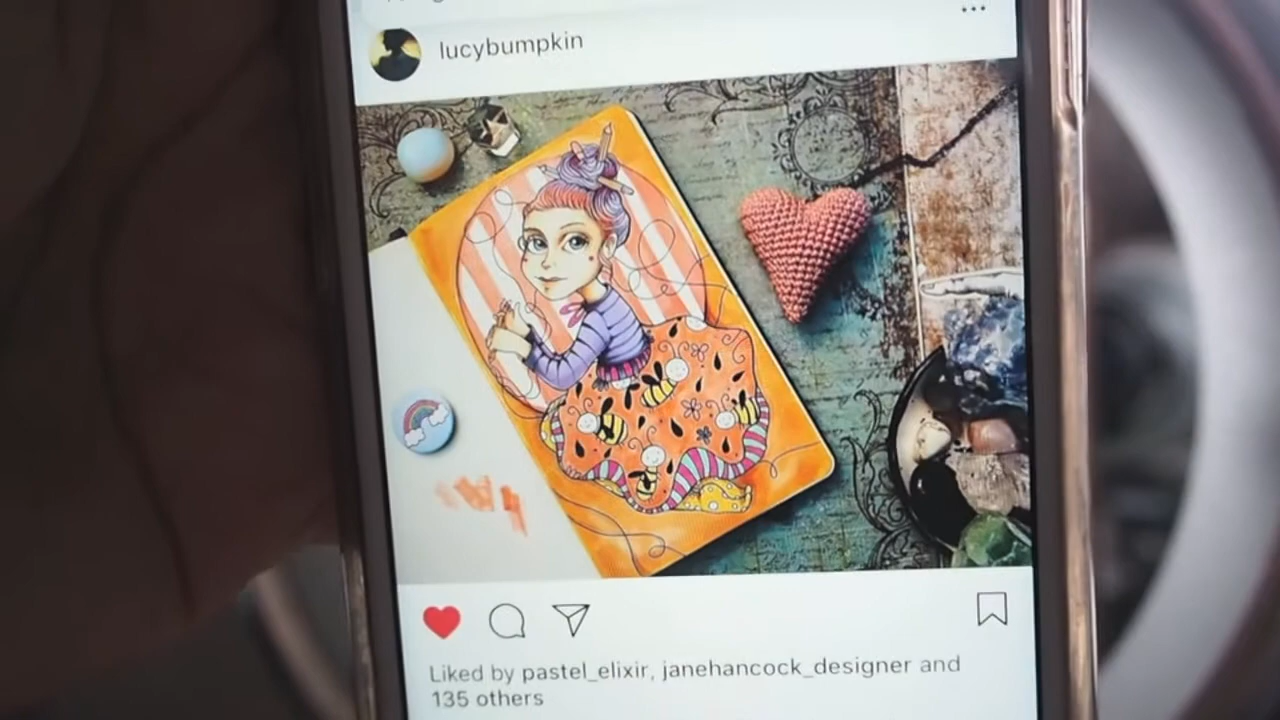 lucybumpkin
Liked by pastel_elixir, janehancock_designer and
135 others